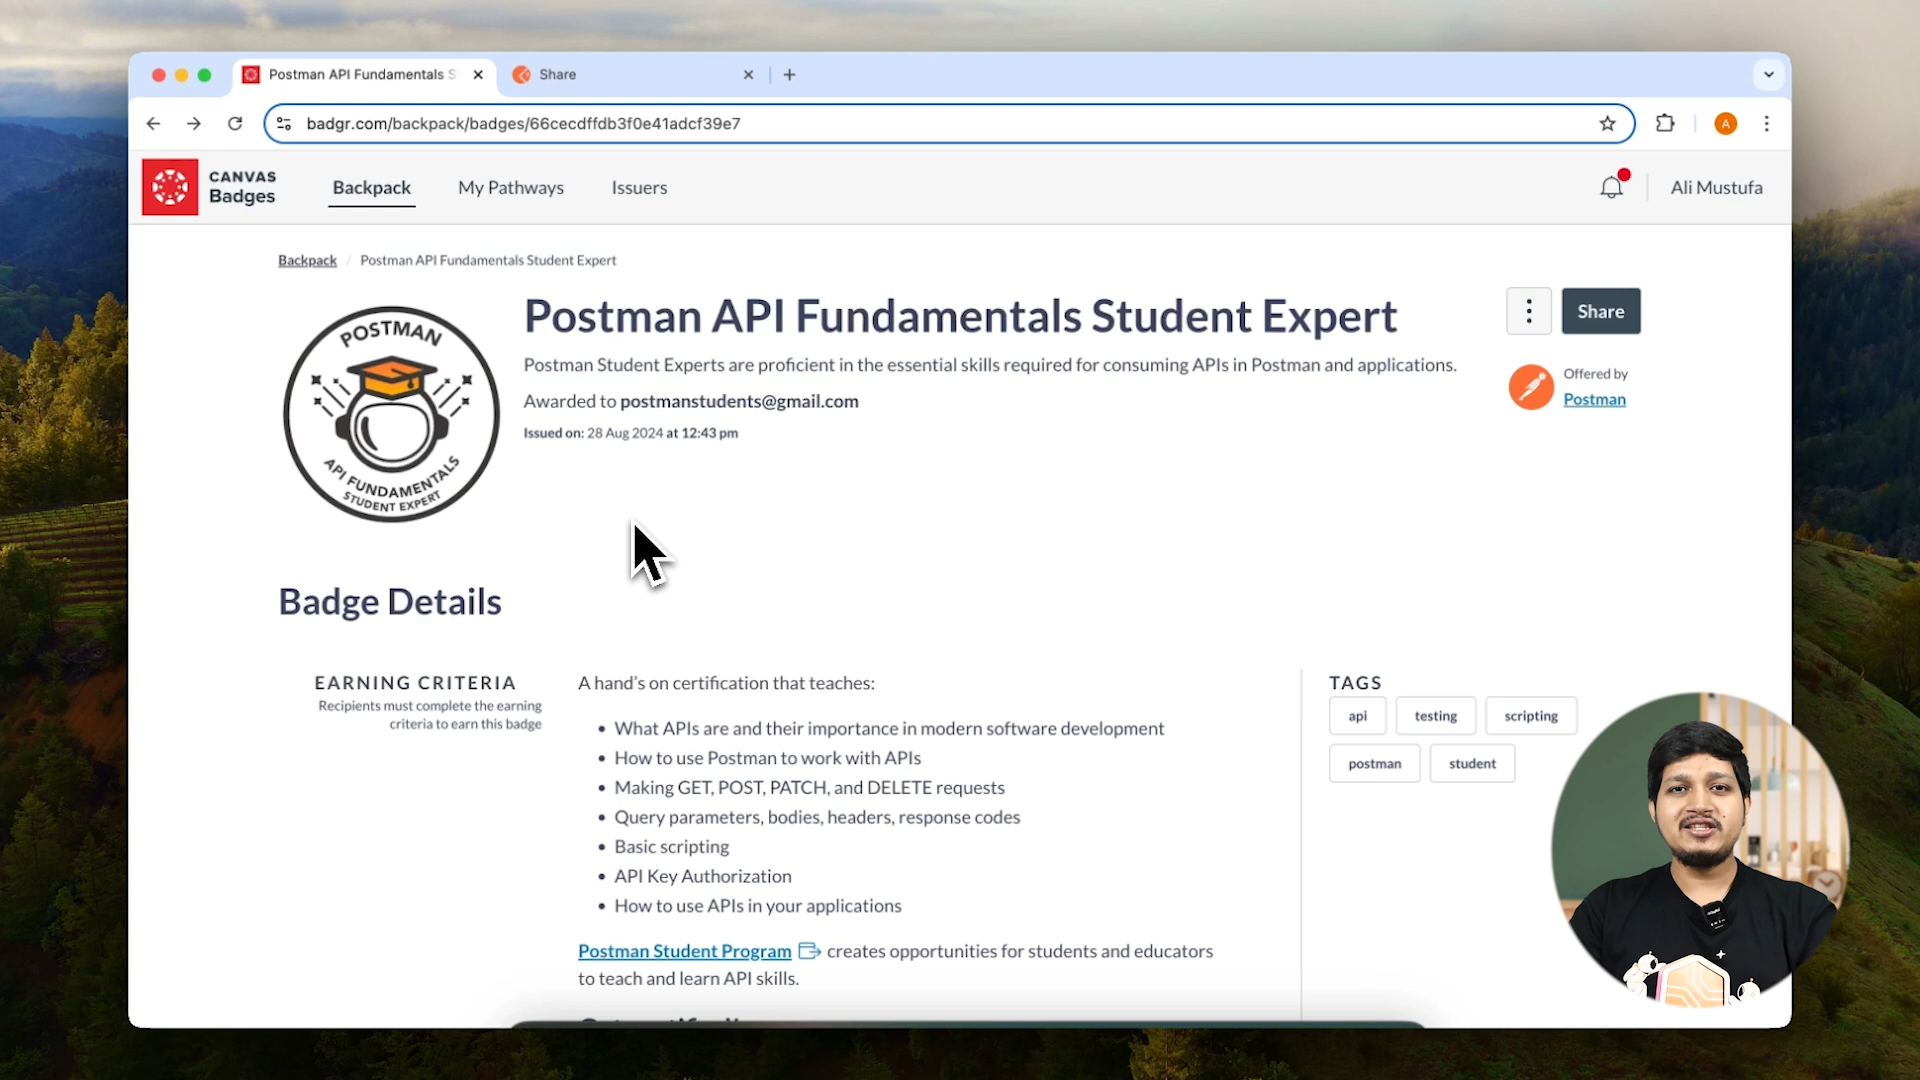 Postman API Fundamentals S
Share
badgr.com/backpack/badges/66cecdffdb3f0e41adcf39e7
A
CANVAS
Badges
Backpack
My Pathways
Issuers
Ali Mustufa
Backpack / Postman API Fundamentals Student Expert
POSTMAN
API FUNDAMENTALS
STUDENT EXPERT
Postman API Fundamentals Student Expert
Postman Student Experts are proficient in the essential skills required for consuming APIs in Postman and applications.
Awarded to postmanstudents@gmail.com
Issued on: 28 Aug 2024 at 12:43 pm
Share
Offered by
Postman
Badge Details
EARNING CRITERIA
Recipients must complete the earning
criteria to earn this badge
A hand's on certification that teaches:
• What APIs are and their importance in modern software development
• How to use Postman to work with APIs
• Making GET, POST, PATCH, and DELETE requests
• Query parameters, bodies, headers, response codes
• Basic scripting
• API Key Authorization
• How to use APIs in your applications
Postman Student Program creates opportunities for students and educators
to teach and learn API skills.
TAGS
api
testing
scripting
postman
student